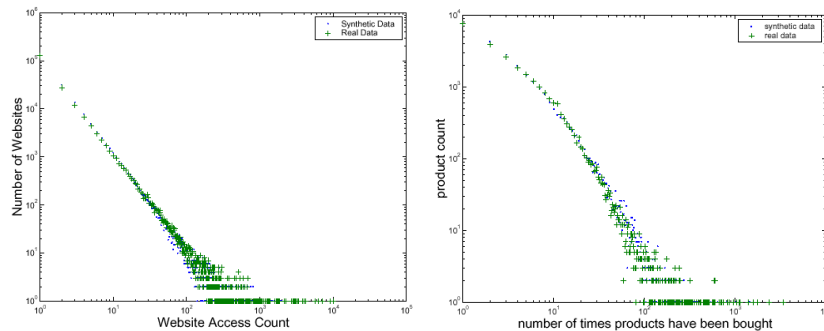 10^6
10^5
10^4
10^3
10^2
10^1
10^0
Number of Websites
Synthetic Data
Real Data
10^0 10^1 10^2 10^3 10^4 10^5
Website Access Count
10^4
10^3
10^2
10^1
10^0
product count
synthetic data
real data
10^0 10^1 10^2 10^3
number of times products have been bought